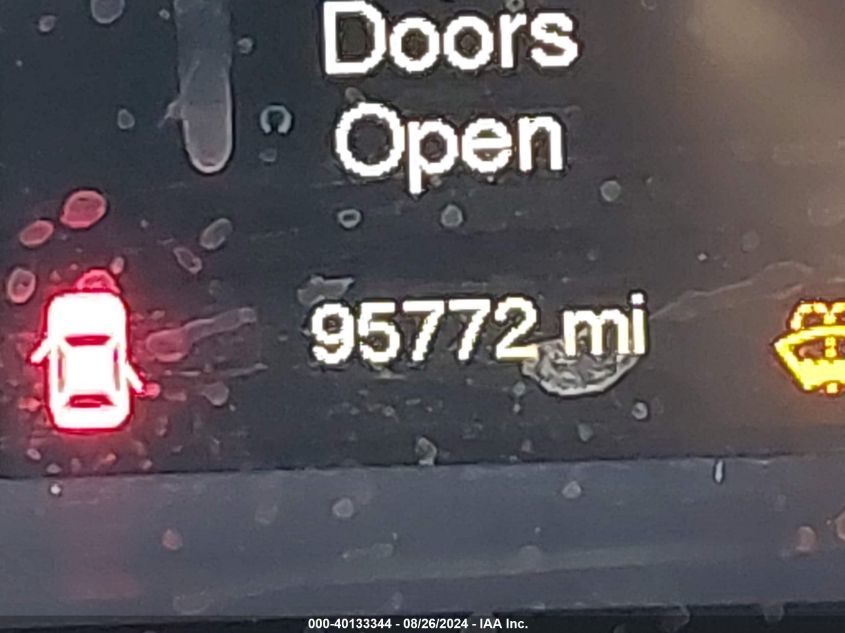 Doors
Open
95772 mi
000-40133344 - 08/26/2024 - IAA Inc.